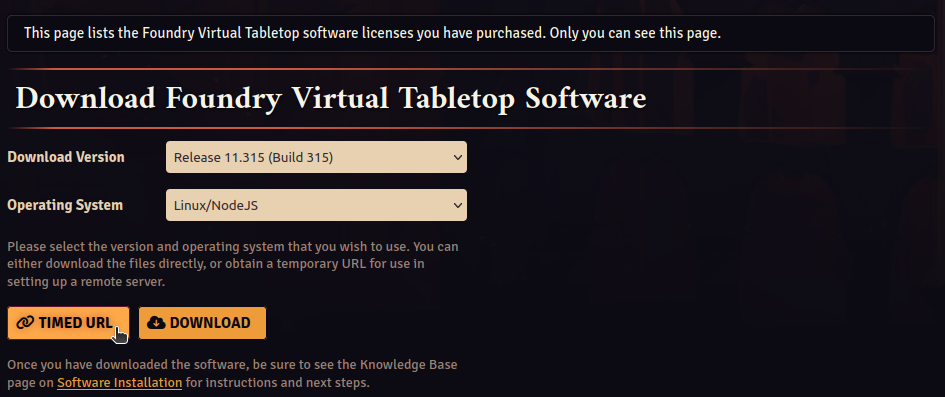 This page lists the Foundry Virtual Tabletop software licenses you have purchased. Only you can see this page.
Download Foundry Virtual Tabletop Software
Download Version
Release 11.315 (Build 315)
Operating System
Linux/NodeJS
Please select the version and operating system that you wish to use. You can
either download the files directly, or obtain a temporary URL for use in
setting up a remote server.
TIMED URL
DOWNLOAD
Once you have downloaded the software, be sure to see the Knowledge Base
page on Software Installation for instructions and next steps.